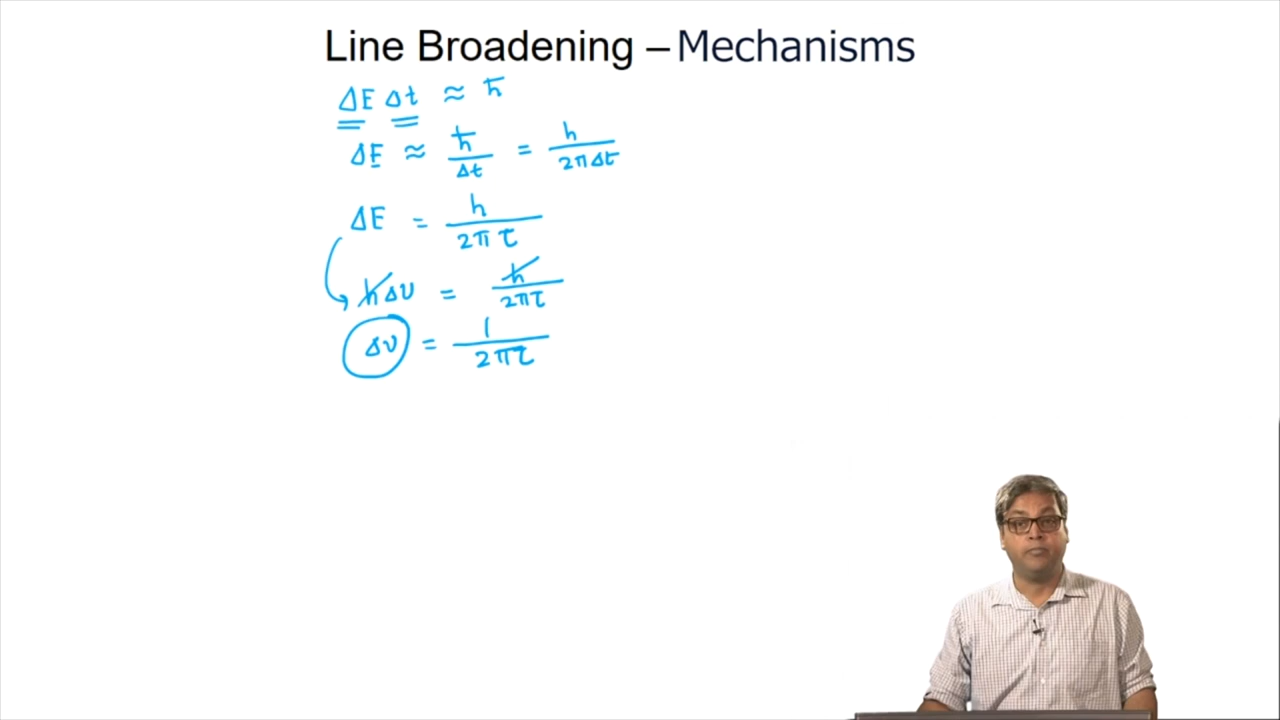 Line Broadening – Mechanisms
ΔE Δt ≈ ħ
ΔE ≈ ħ/Δt = h/2πΔt
ΔE = h/2πτ
hΔν = h/2πτ
Δν = 1/2πτ